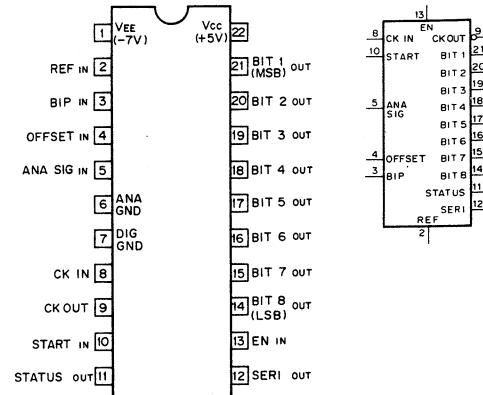 1 VEE (-7V)
REF IN 2
BIP IN 3
OFFSET IN 4
ANA SIG IN 5
6 ANA GND
7 DIG GND
CK IN 8
CK OUT 9
START IN 10
STATUS OUT 11
VCC (+5V) 22
21 BIT 1 (MSB) OUT
20 BIT 2 OUT
19 BIT 3 OUT
18 BIT 4 OUT
17 BIT 5 OUT
16 BIT 6 OUT
15 BIT 7 OUT
14 BIT 8 (LSB) OUT
13 EN IN
12 SERI OUT
13
EN
8 CK IN
10 START
5 ANA SIG
4 OFFSET
3 BIP
CKOUT 9
BIT 1 21
BIT 2 20
BIT 3 19
BIT 4 18
BIT 5 17
BIT 6 16
BIT 7 15
BIT 8 14
STATUS 11
SERI 12
REF
2